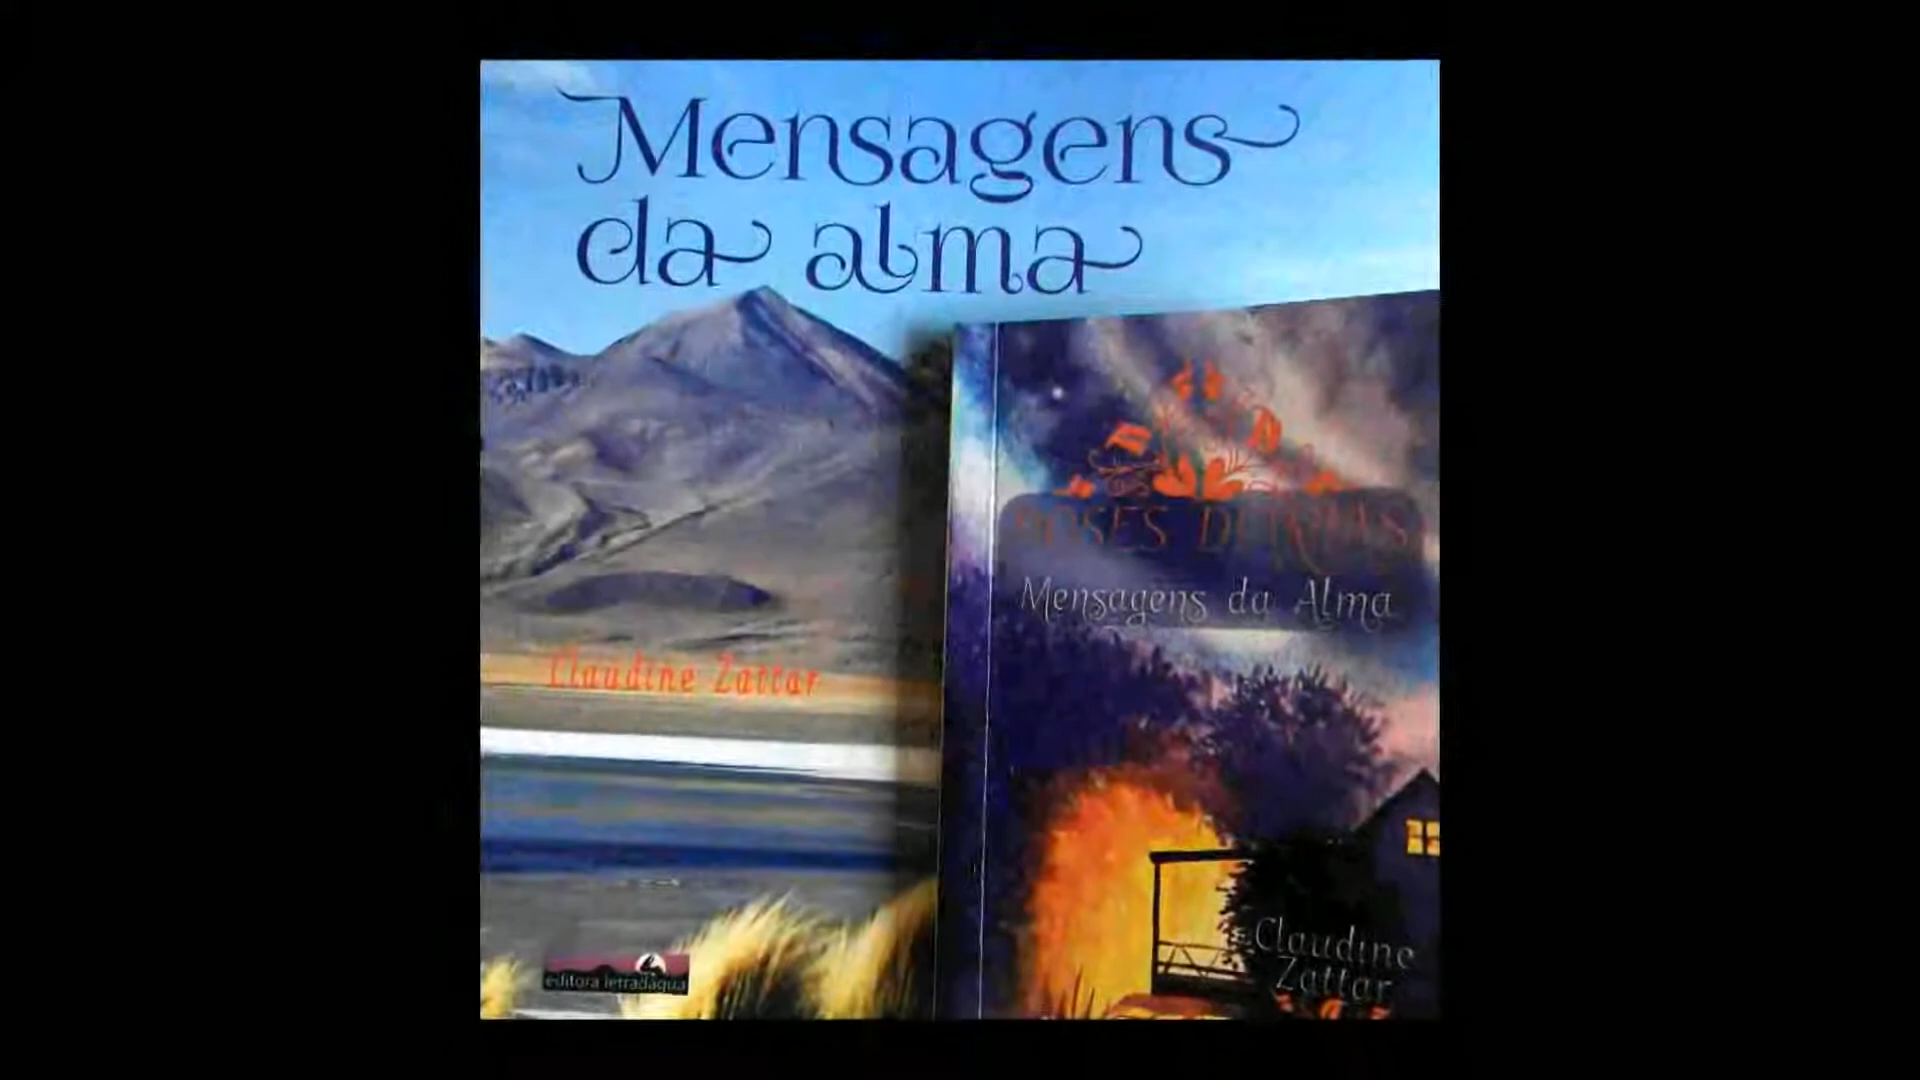 Mensagens
da alma
Claudine Zattar
editora letradágua
Mensagens da Alma
Claudine
Zattar